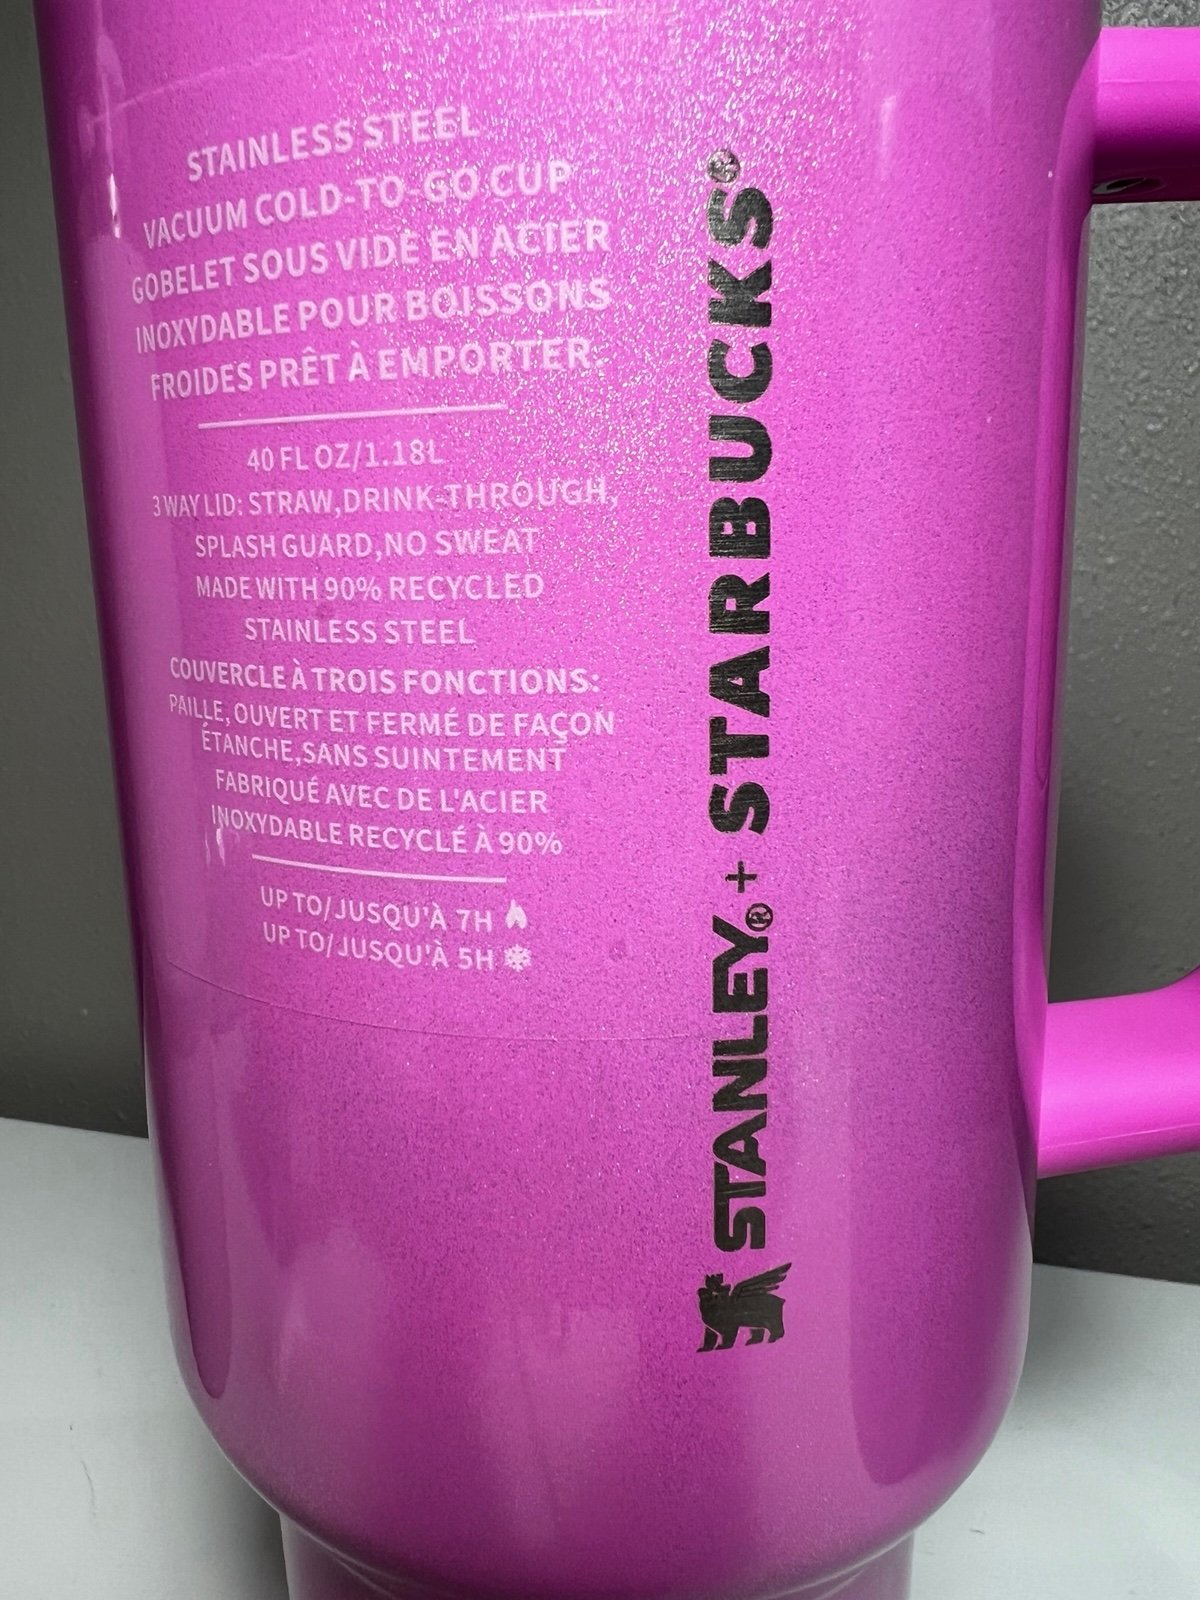 STAINLESS STEEL
VACUUM COLD-TO-GO CUP
GOBELET SOUS VIDE EN ACIER
INOXYDABLE POUR BOISSONS
FROIDES PRÊT À EMPORTER.
40 FL OZ/1.18L
3 WAY LID: STRAW,DRINK-THROUGH,
SPLASH GUARD,NO SWEAT
MADE WITH 90% RECYCLED
STAINLESS STEEL
COUVERCLE À TROIS FONCTIONS:
PAILLE, OUVERT ET FERMÉ DE FAÇON
ÉTANCHE,SANS SUINTEMENT
FABRIQUÉ AVEC DE L'ACIER
INOXYDABLE RECYCLÉ À 90%
UP TO/JUSQU'À 7H
UP TO/JUSQU'À 5H
STANLEY® + STARBUCKS®